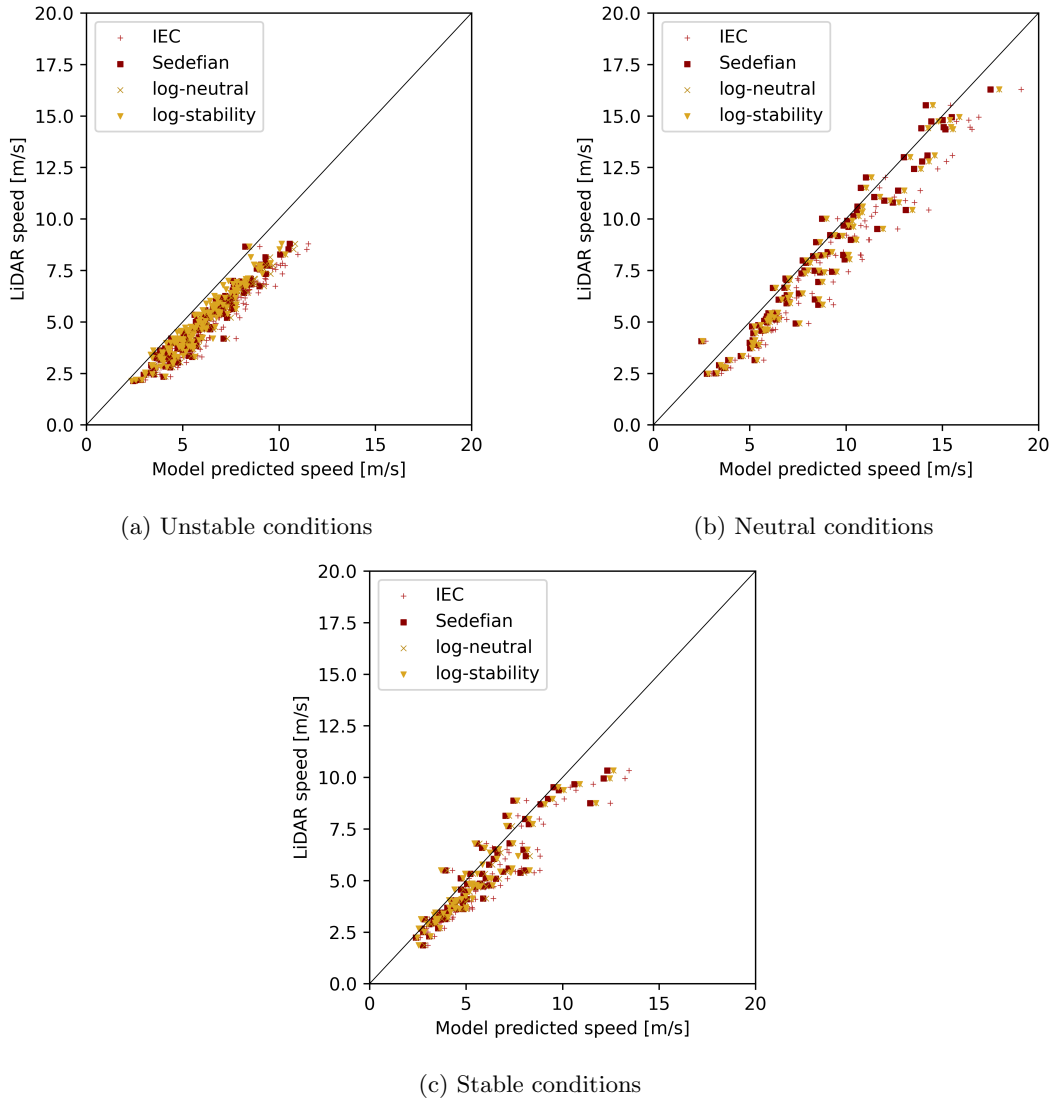 20.0
17.5
15.0
12.5
10.0
7.5
5.0
2.5
0.0
LiDAR speed [m/s]
IEC
Sedefian
log-neutral
log-stability
0 5 10 15 20
Model predicted speed [m/s]
(a) Unstable conditions
20.0
17.5
15.0
12.5
10.0
7.5
5.0
2.5
0.0
LiDAR speed [m/s]
IEC
Sedefian
log-neutral
log-stability
0 5 10 15 20
Model predicted speed [m/s]
(b) Neutral conditions
20.0
17.5
15.0
12.5
10.0
7.5
5.0
2.5
0.0
LiDAR speed [m/s]
IEC
Sedefian
log-neutral
log-stability
0 5 10 15 20
Model predicted speed [m/s]
(c) Stable conditions